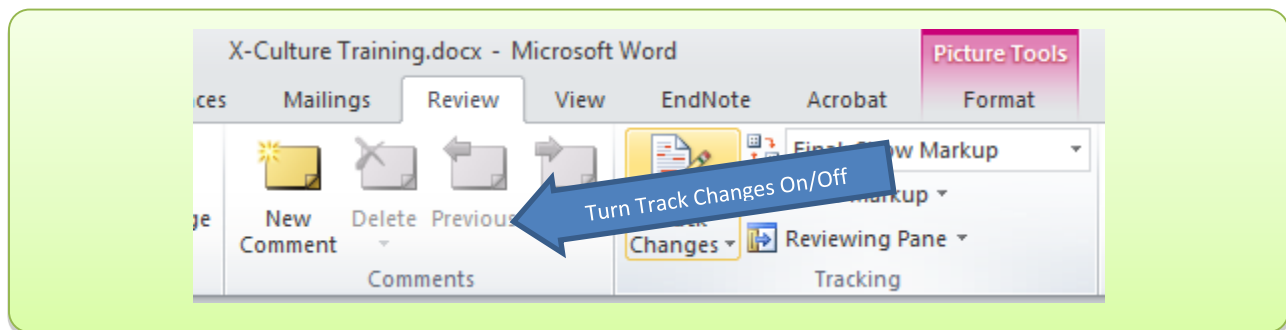 X-Culture Training.docx - Microsoft Word
Picture Tools
Mailings Review View EndNote Acrobat Format
Markup
Turn Track Changes On/Off
New Delete Previous
Comment
Changes Reviewing Pane
Comments Tracking